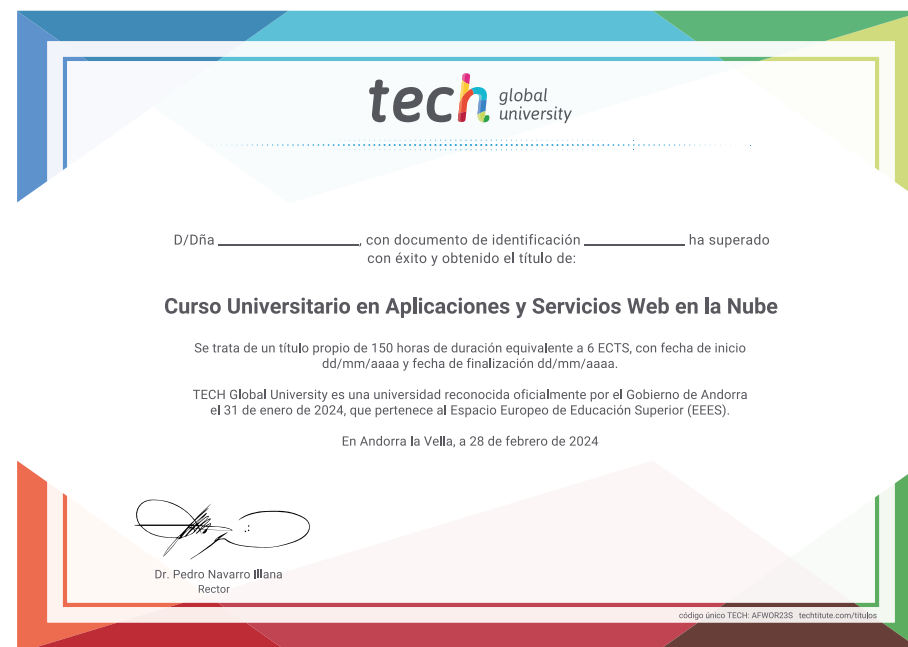 tech global university
D/Dña ____________________, con documento de identificación ______________ ha superado
con éxito y obtenido el título de:
Curso Universitario en Aplicaciones y Servicios Web en la Nube
Se trata de un título propio de 150 horas de duración equivalente a 6 ECTS, con fecha de inicio
dd/mm/aaaa y fecha de finalización dd/mm/aaaa.
TECH Global University es una universidad reconocida oficialmente por el Gobierno de Andorra
el 31 de enero de 2024, que pertenece al Espacio Europeo de Educación Superior (EEES).
En Andorra la Vella, a 28 de febrero de 2024
Dr. Pedro Navarro Illana
Rector
código único TECH: AFWOR23S techtitute.com/titulos